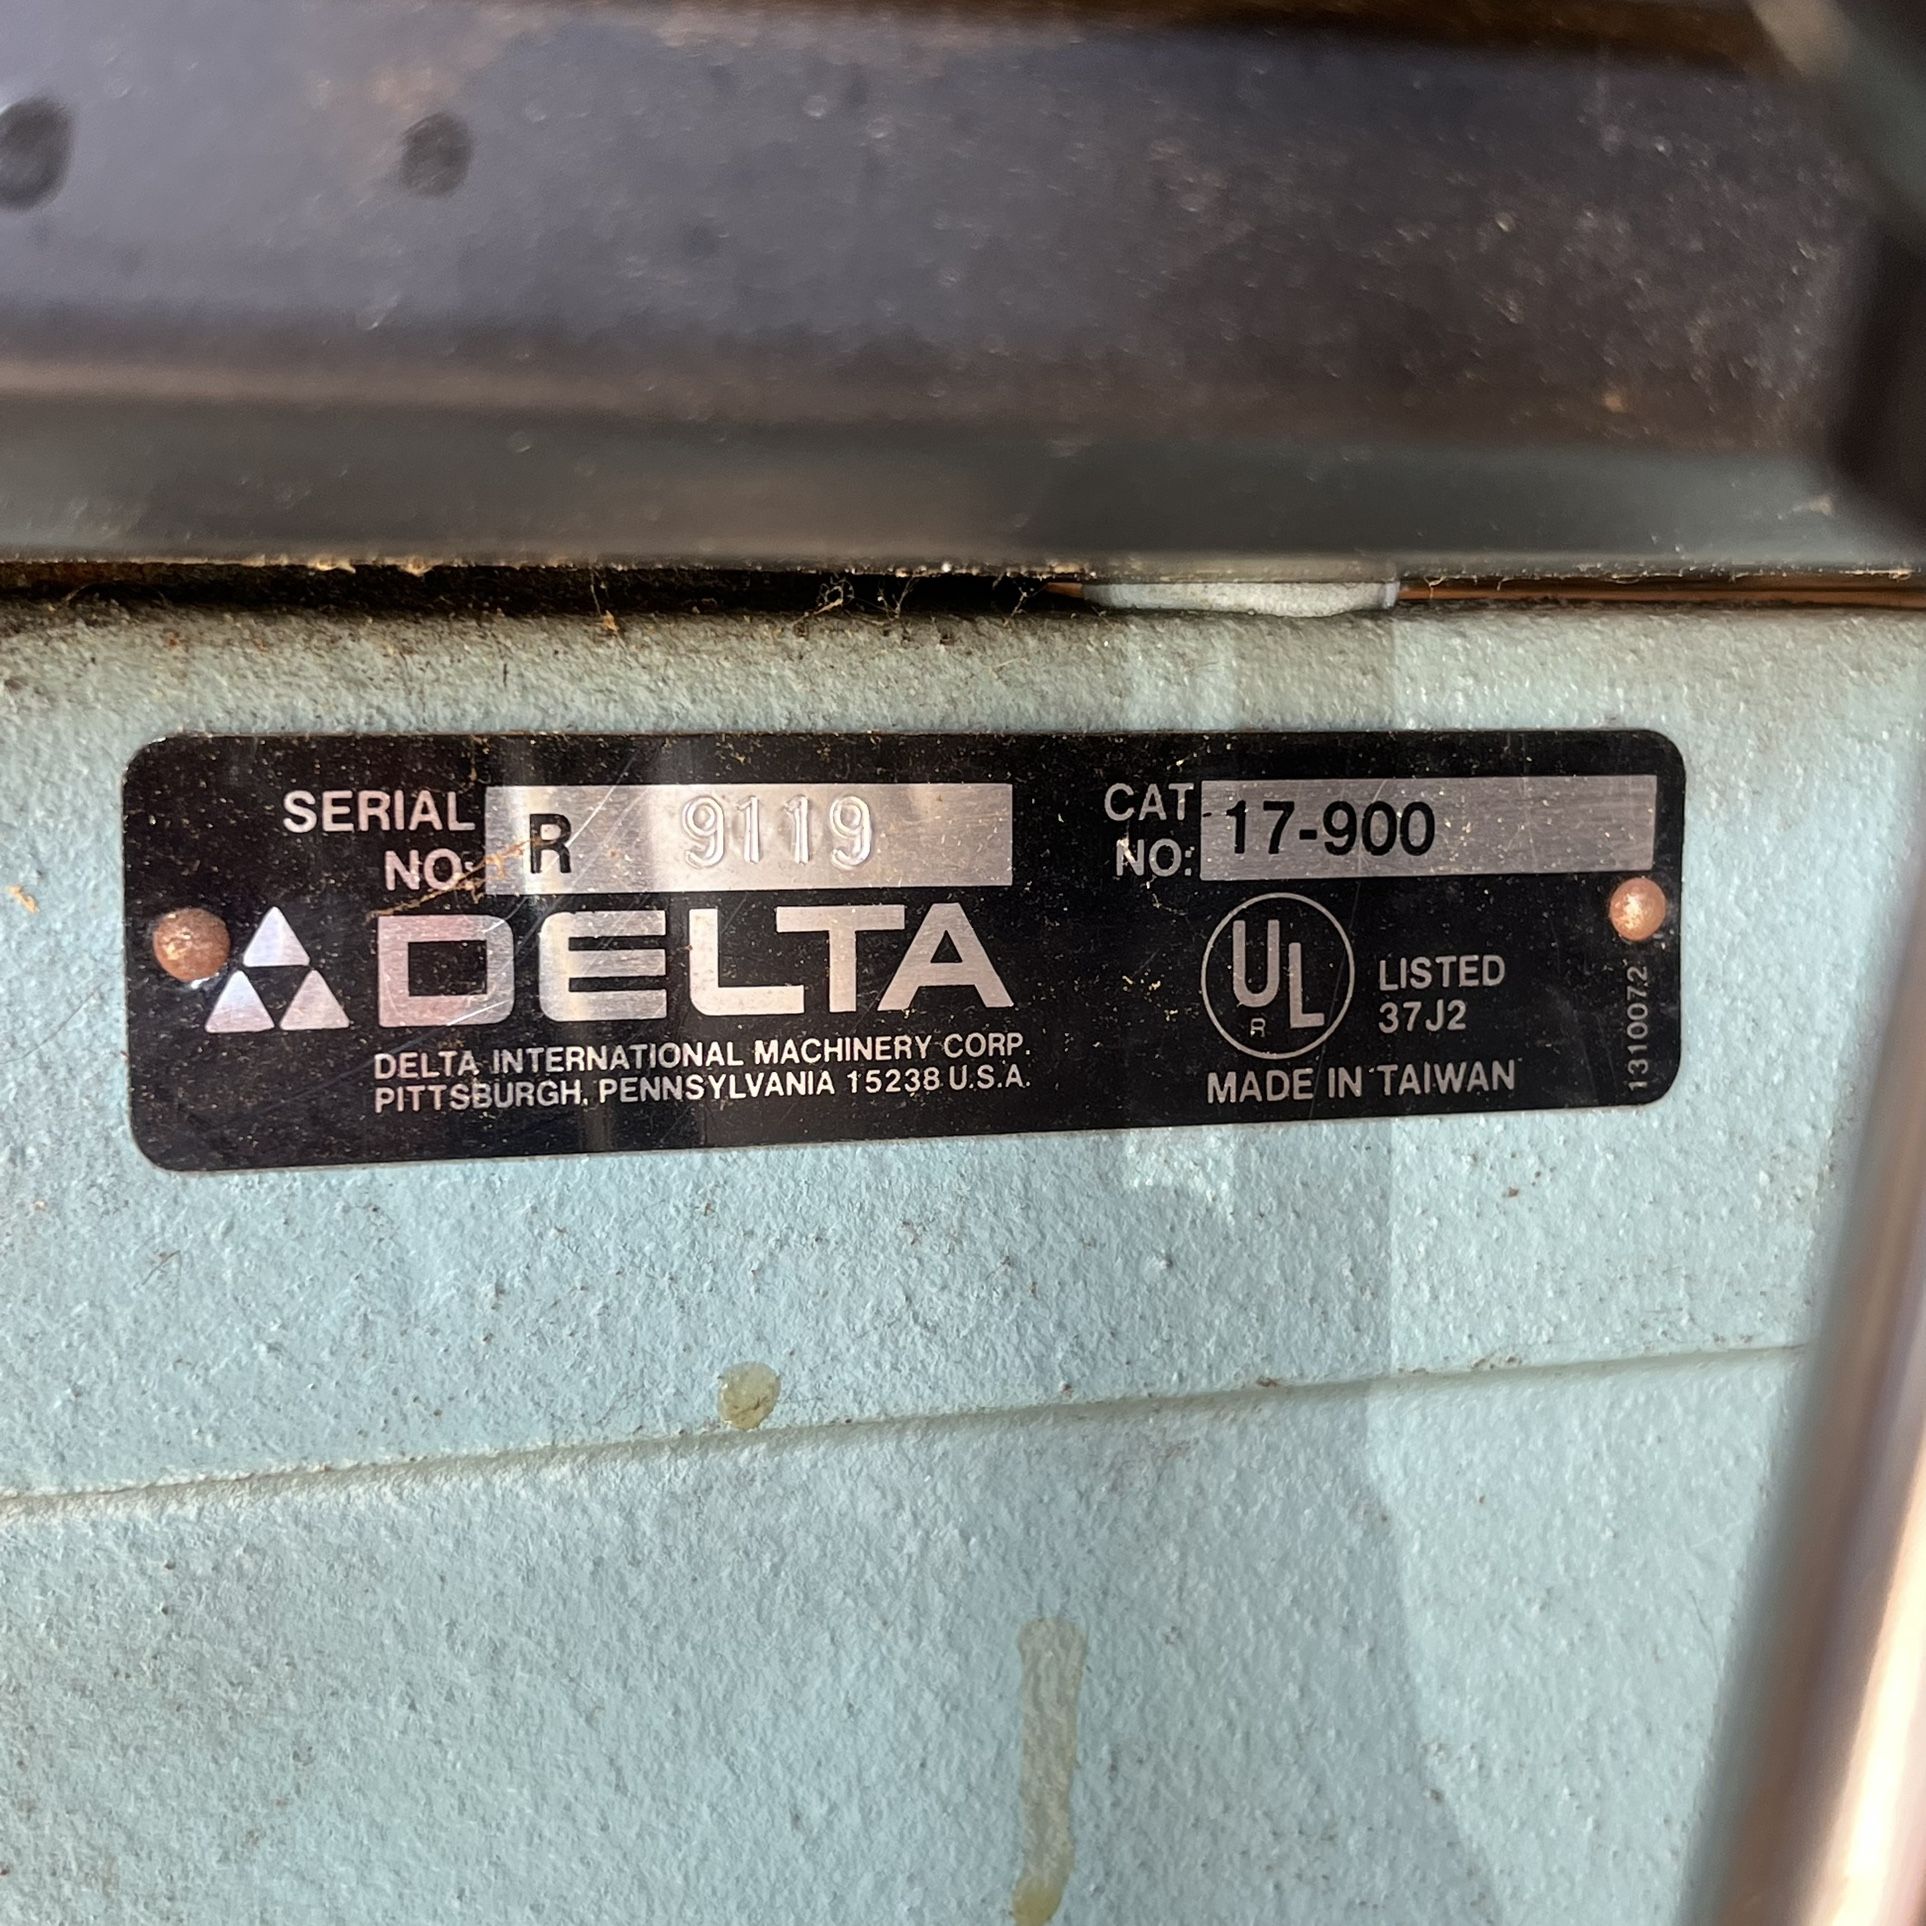 SERIAL NO: R 9119
CAT NO: 17-900
DELTA
DELTA INTERNATIONAL MACHINERY CORP.
PITTSBURGH, PENNSYLVANIA 15238 U.S.A.
UL R
LISTED
37J2
MADE IN TAIWAN
1310072